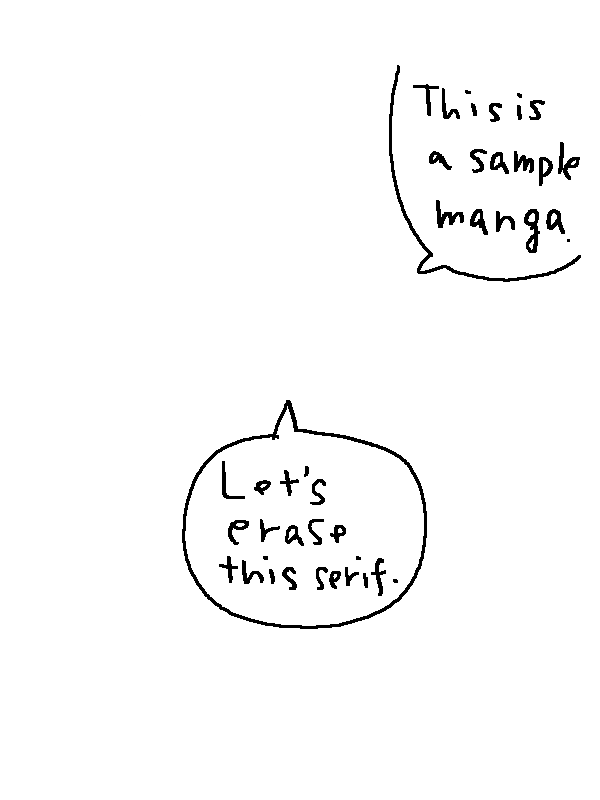 This is
a sample
manga.
Let's
erase
this serif.